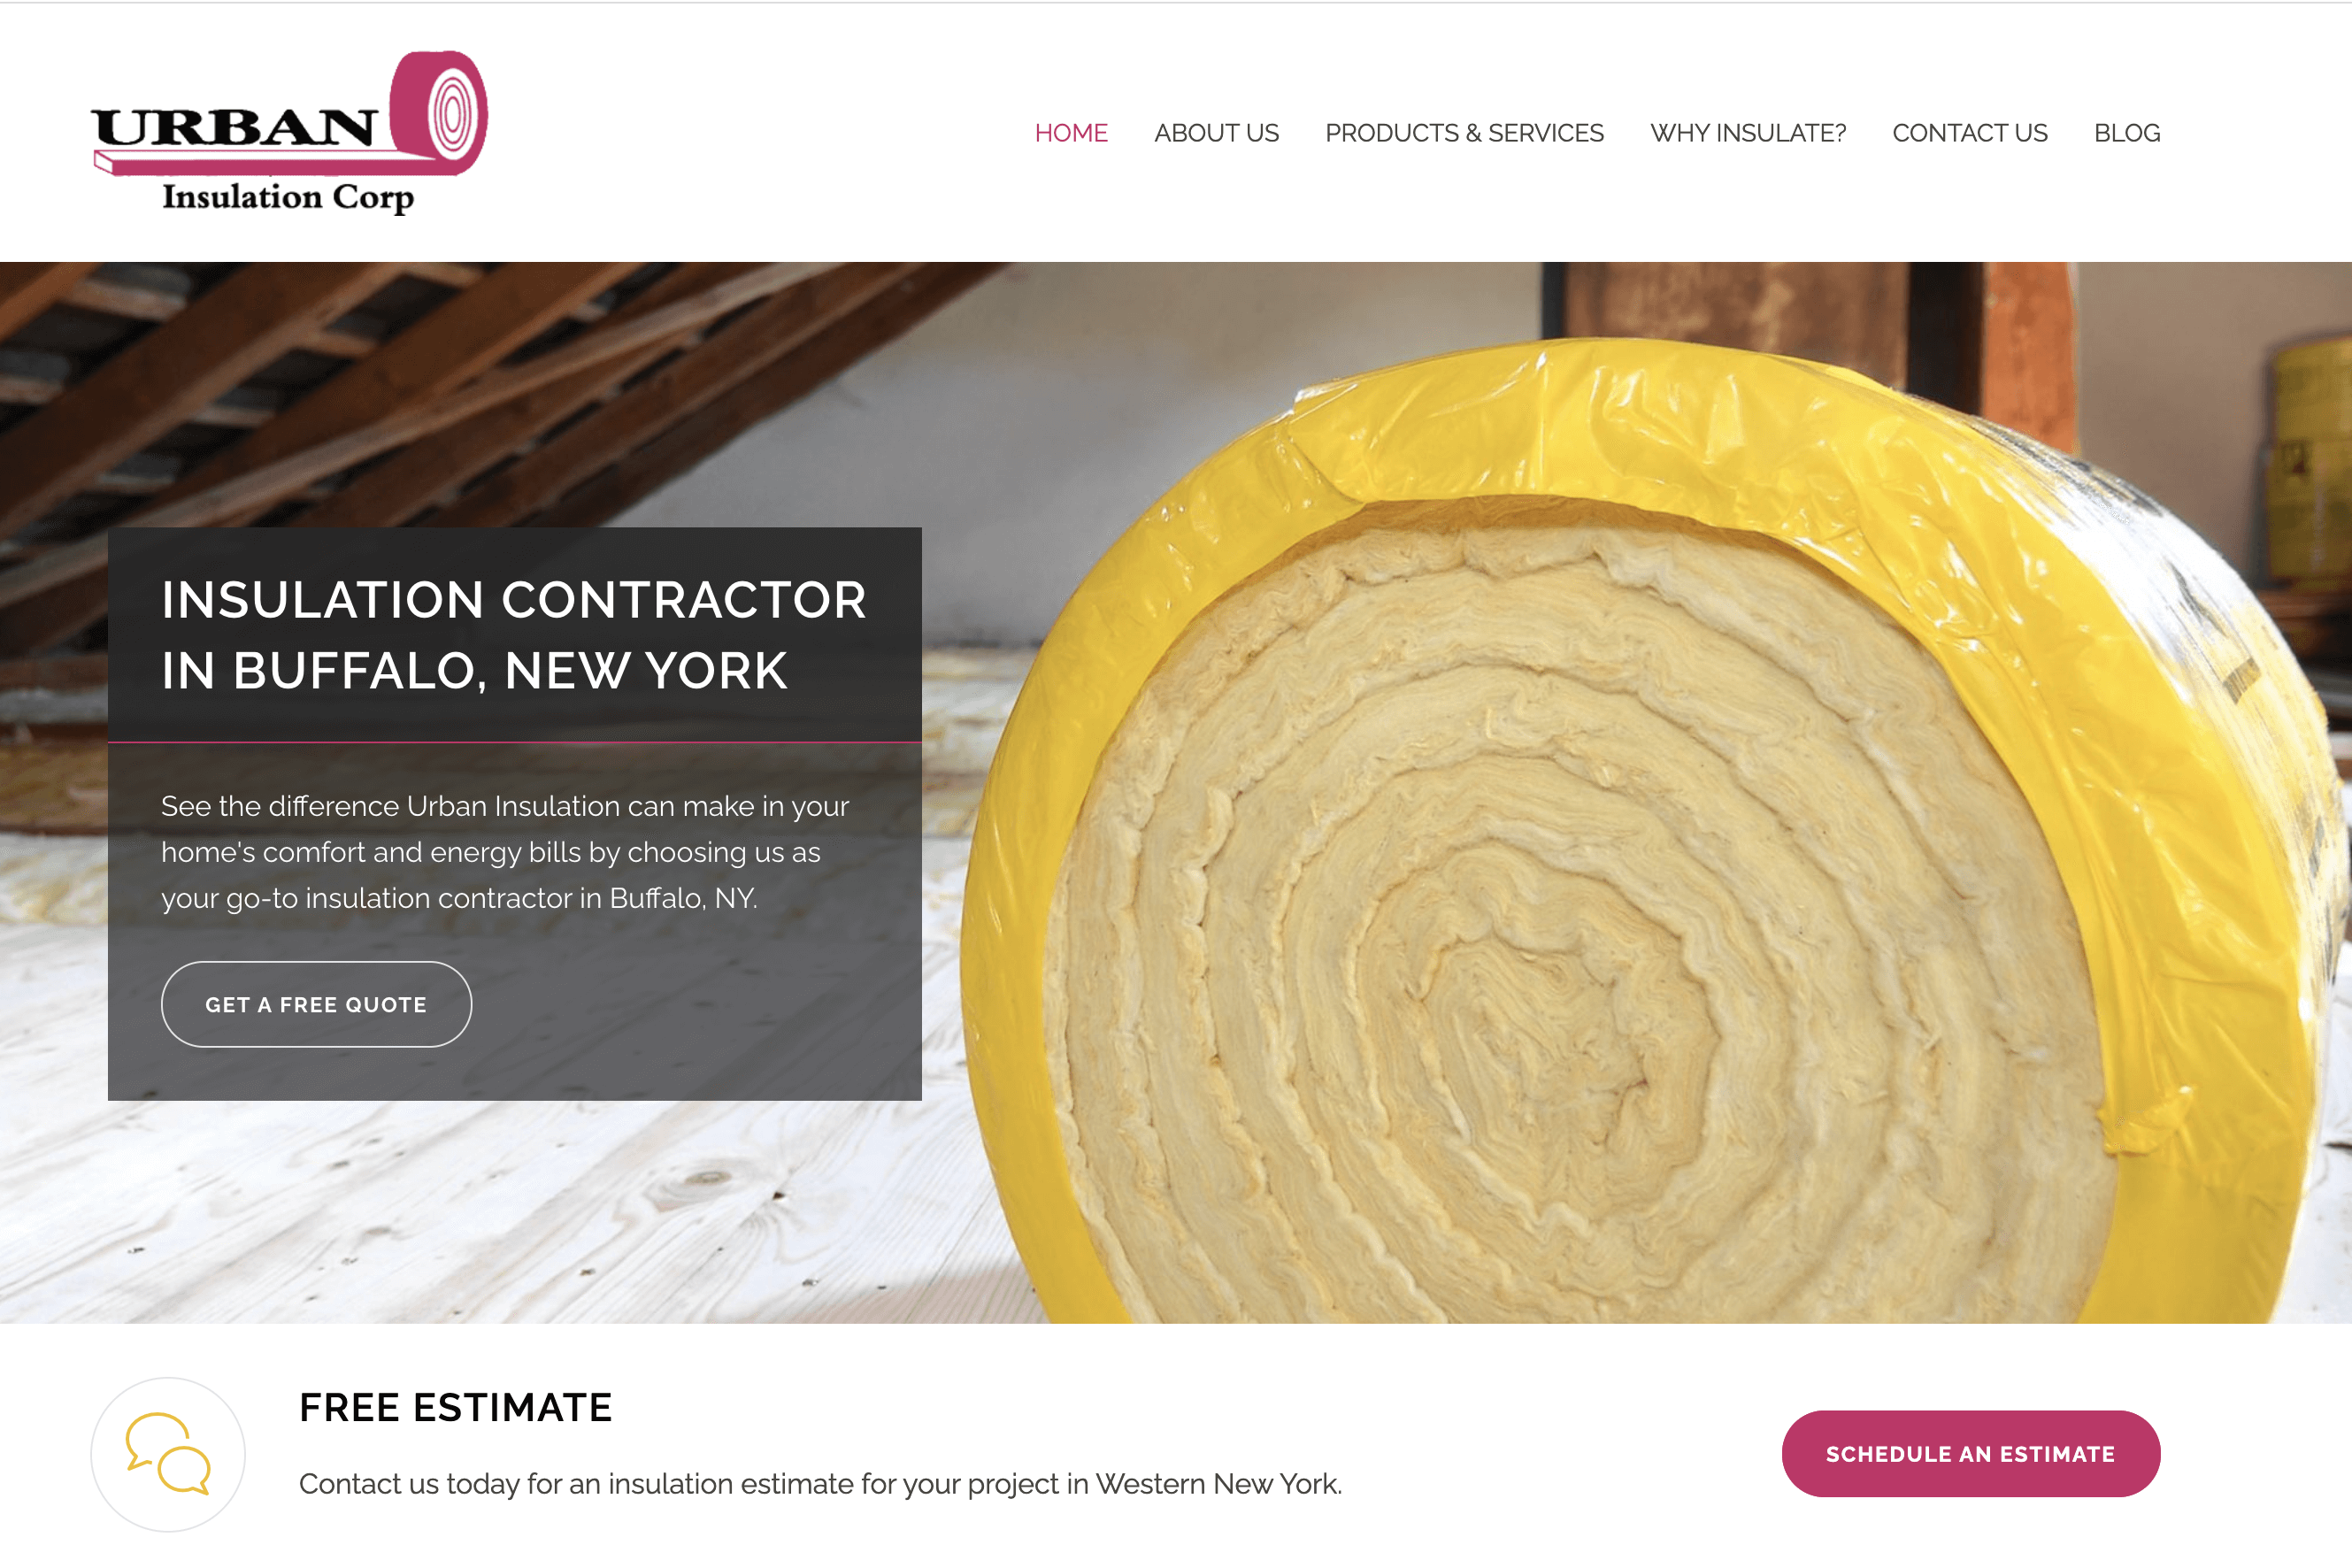 URBAN
Insulation Corp
HOME ABOUT US PRODUCTS & SERVICES WHY INSULATE? CONTACT US BLOG
INSULATION CONTRACTOR
IN BUFFALO, NEW YORK
See the difference Urban Insulation can make in your
home's comfort and energy bills by choosing us as
your go-to insulation contractor in Buffalo, NY.
GET A FREE QUOTE
FREE ESTIMATE
Contact us today for an insulation estimate for your project in Western New York.
SCHEDULE AN ESTIMATE